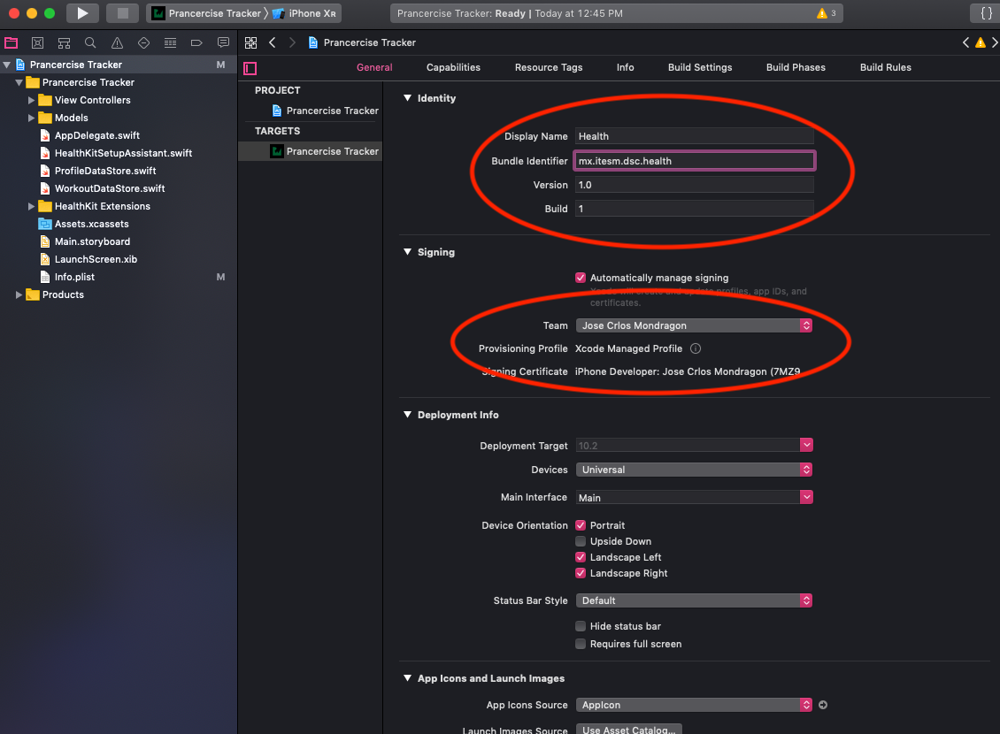 Prancercise Tracker iPhone XR
Prancercise Tracker: Ready | Today at 12:45 PM
3
{ }
Prancercise Tracker
Prancercise Tracker M
Prancercise Tracker
View Controllers
Models
AppDelegate.swift
HealthKitSetupAssistant.swift
ProfileDataStore.swift
WorkoutDataStore.swift
HealthKit Extensions
Assets.xcassets
Main.storyboard
LaunchScreen.xib
Info.plist M
Products
General Capabilities Resource Tags Info Build Settings Build Phases Build Rules
PROJECT
Prancercise Tracker
TARGETS
Prancercise Tracker
Identity
Display Name Health
Bundle Identifier mx.itesm.dsc.health
Version 1.0
Build 1
Signing
Automatically manage signing
Xcode will create and update profiles, app IDs, and
certificates.
Team Jose Crlos Mondragon
Provisioning Profile Xcode Managed Profile
Signing Certificate iPhone Developer: Jose Crlos Mondragon (7MZ9
Deployment Info
Deployment Target 10.2
Devices Universal
Main Interface Main
Device Orientation Portrait
Upside Down
Landscape Left
Landscape Right
Status Bar Style Default
Hide status bar
Requires full screen
App Icons and Launch Images
App Icons Source AppIcon
Launch Images Source Use Asset Catalog...